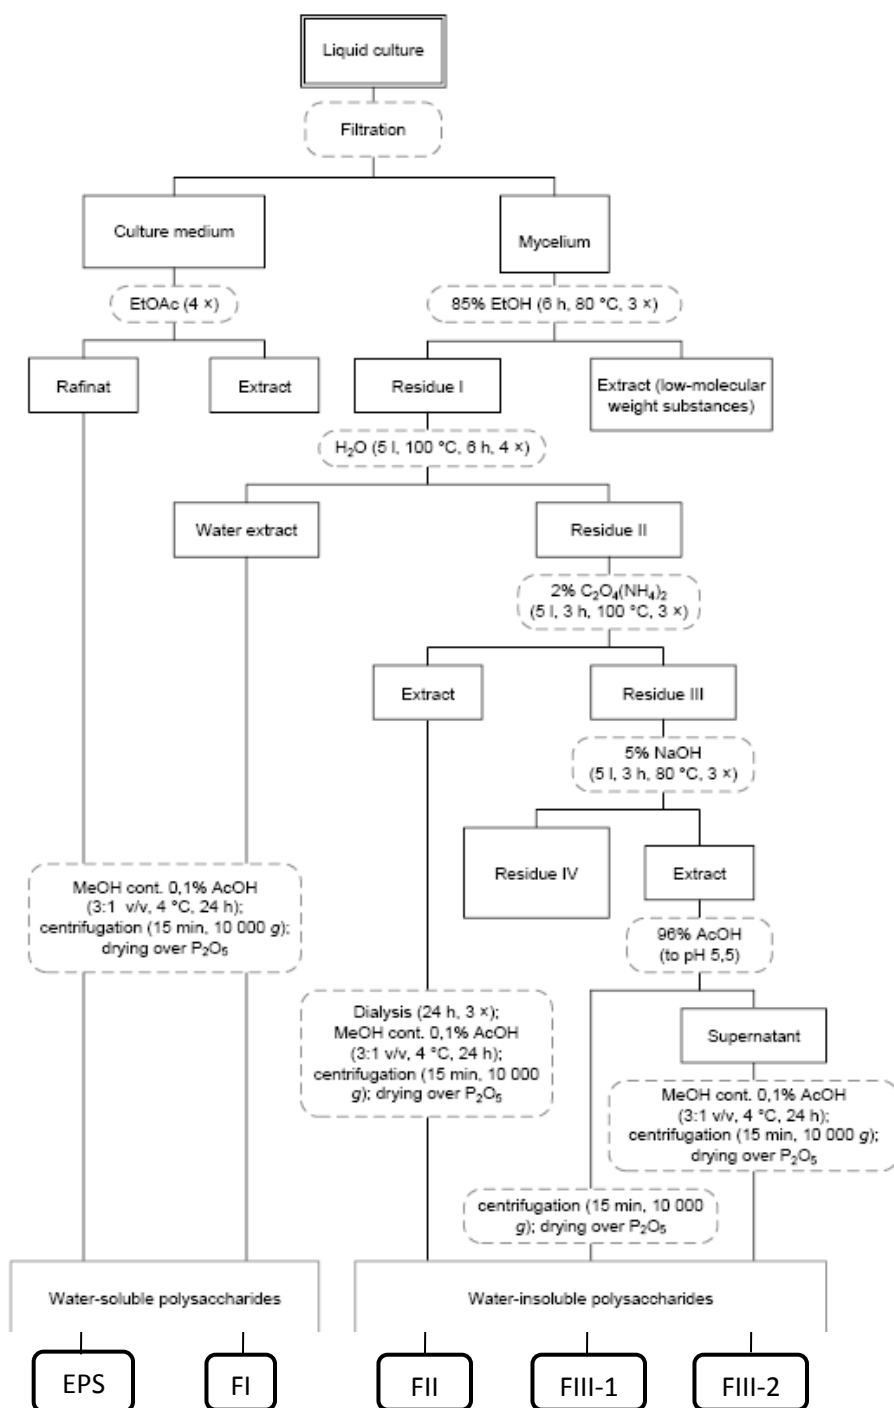 Liquid culture
Filtration
Culture medium
Mycelium
EtOAc (4 ×)
85% EtOH (6 h, 80 °C, 3 ×)
Rafinat
Extract
Residue I
Extract (low-molecular
weight substances)
H₂O (5 l, 100 °C, 6 h, 4 ×)
Water extract
Residue II
2% C₂O₄(NH₄)₂
(5 l, 3 h, 100 °C, 3 ×)
Extract
Residue III
5% NaOH
(5 l, 3 h, 80 °C, 3 ×)
Residue IV
Extract
MeOH cont. 0,1% AcOH
(3:1 v/v, 4 °C, 24 h);
centrifugation (15 min, 10 000 g);
drying over P₂O₅
96% AcOH
(to pH 5,5)
Dialysis (24 h, 3 ×);
MeOH cont. 0,1% AcOH
(3:1 v/v, 4 °C, 24 h);
centrifugation (15 min, 10 000
g); drying over P₂O₅
Supernatant
MeOH cont. 0,1% AcOH
(3:1 v/v, 4 °C, 24 h);
centrifugation (15 min, 10 000 g);
drying over P₂O₅
centrifugation (15 min, 10 000
g); drying over P₂O₅
Water-soluble polysaccharides
Water-insoluble polysaccharides
EPS
FI
FII
FIII-1
FIII-2